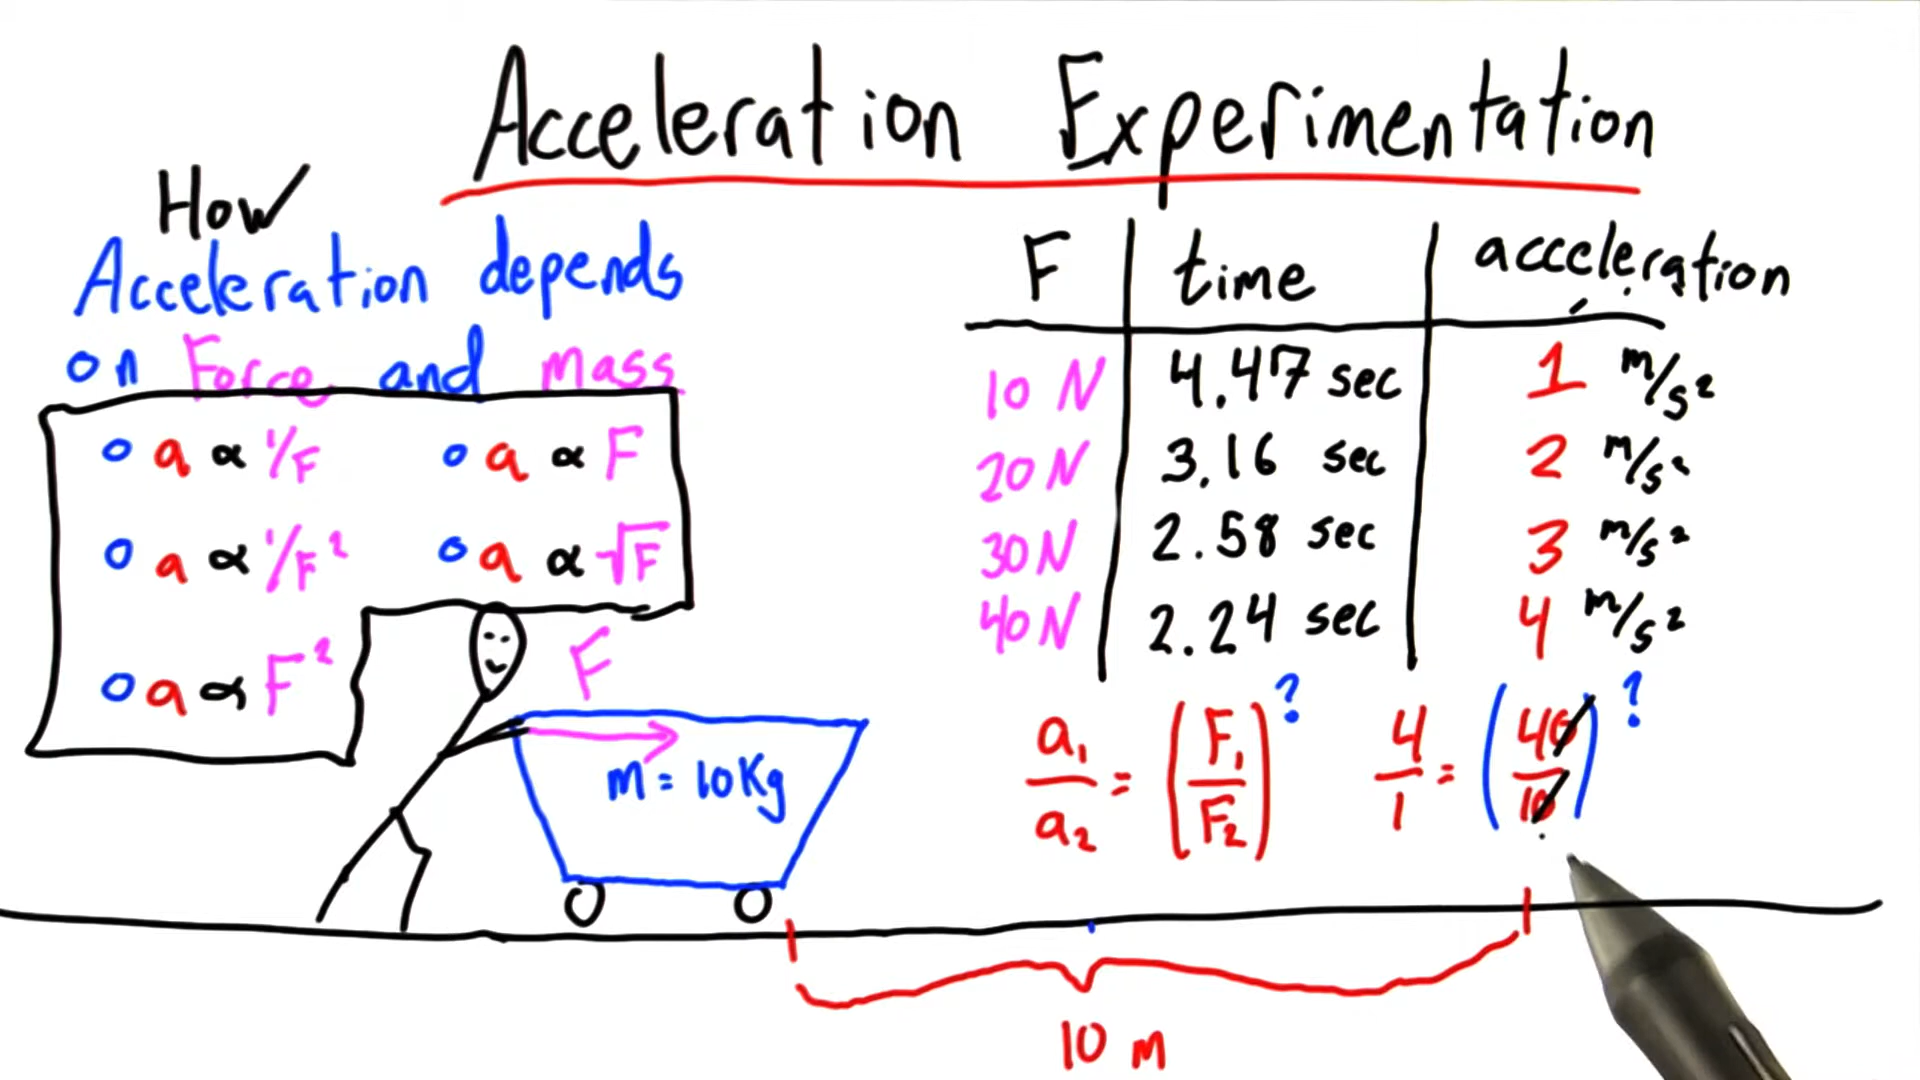 Acceleration Experimentation
How
Acceleration depends
on Force and mass
a ∝ 1/F
a ∝ F
a ∝ 1/F²
a ∝ √F
a ∝ F²
F
m = 10 Kg
F time acceleration
10 N 4.47 sec 1 m/s²
20 N 3.16 sec 2 m/s²
30 N 2.58 sec 3 m/s²
40 N 2.24 sec 4 m/s²
a₁/a₂ = (F₁/F₂)^?
4/1 = (40/10)^?
10 m